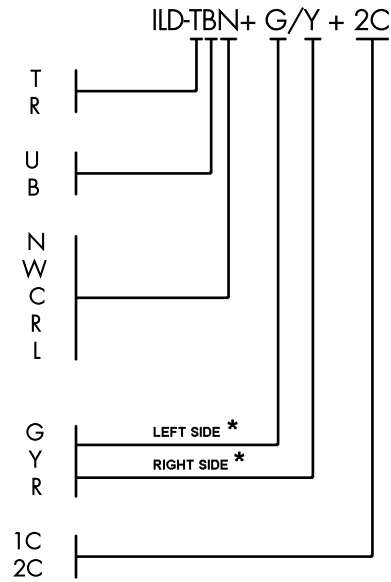 ILD-TBN+ G/Y + 2C
T
R
U
B
N
W
C
R
L
G
LEFT SIDE *
Y
RIGHT SIDE *
R
1C
2C